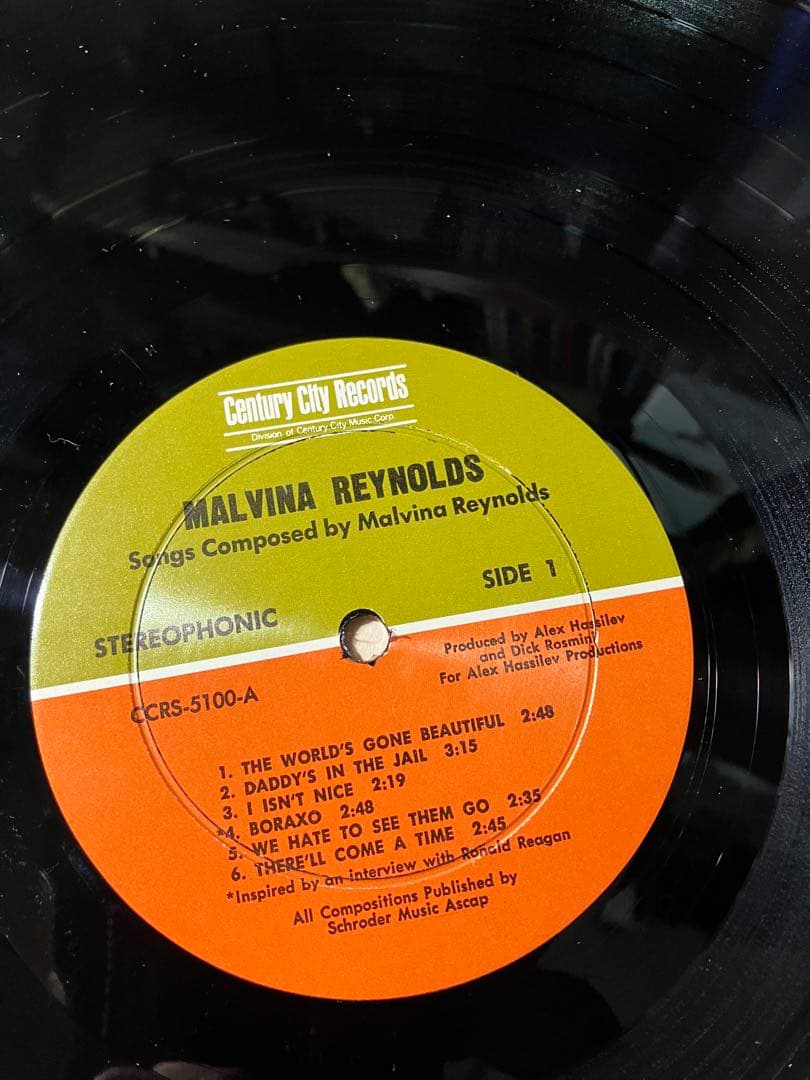 Century City Records
Division of Century City Music Corp.
MALVINA REYNOLDS
Songs Composed by Malvina Reynolds
SIDE 1
STEREOPHONIC
Produced by Alex Hassilev
and Dick Rosmini
For Alex Hassilev Productions
CCRS-5100-A
1. THE WORLD'S GONE BEAUTIFUL 2:48
2. DADDY'S IN THE JAIL 3:15
3. I ISN'T NICE 2:19
*4. BORAXO 2:48
5. WE HATE TO SEE THEM GO 2:35
6. THERE'LL COME A TIME 2:45
*Inspired by an interview with Ronald Reagan
All Compositions Published by
Schroder Music Ascap